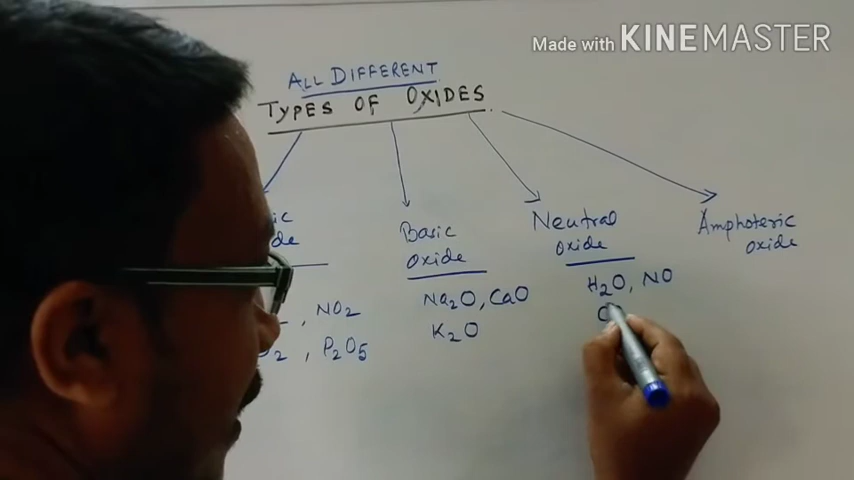 Made with KINEMASTER
ALL DIFFERENT
TYPES OF OXIDES
Basic
oxide
Na2O, CaO
K2O
Neutral
oxide
H2O, NO
Amphoteric
oxide
, NO2
, P2O5